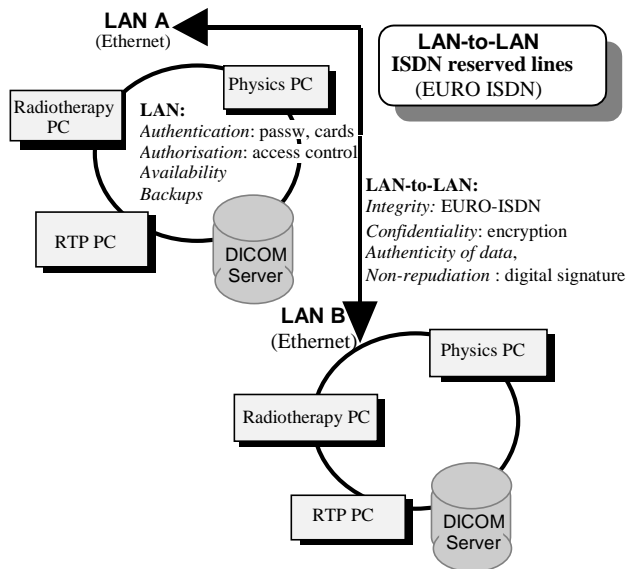 LAN A
(Ethernet)
LAN-to-LAN
ISDN reserved lines
(EURO ISDN)
Physics PC
Radiotherapy
PC
LAN:
Authentication: passw, cards
Authorisation: access control
Availability
Backups
RTP PC
DICOM
Server
LAN-to-LAN:
Integrity: EURO-ISDN
Confidentiality: encryption
Authenticity of data,
Non-repudiation : digital signature
LAN B
(Ethernet)
Physics PC
Radiotherapy PC
RTP PC
DICOM
Server